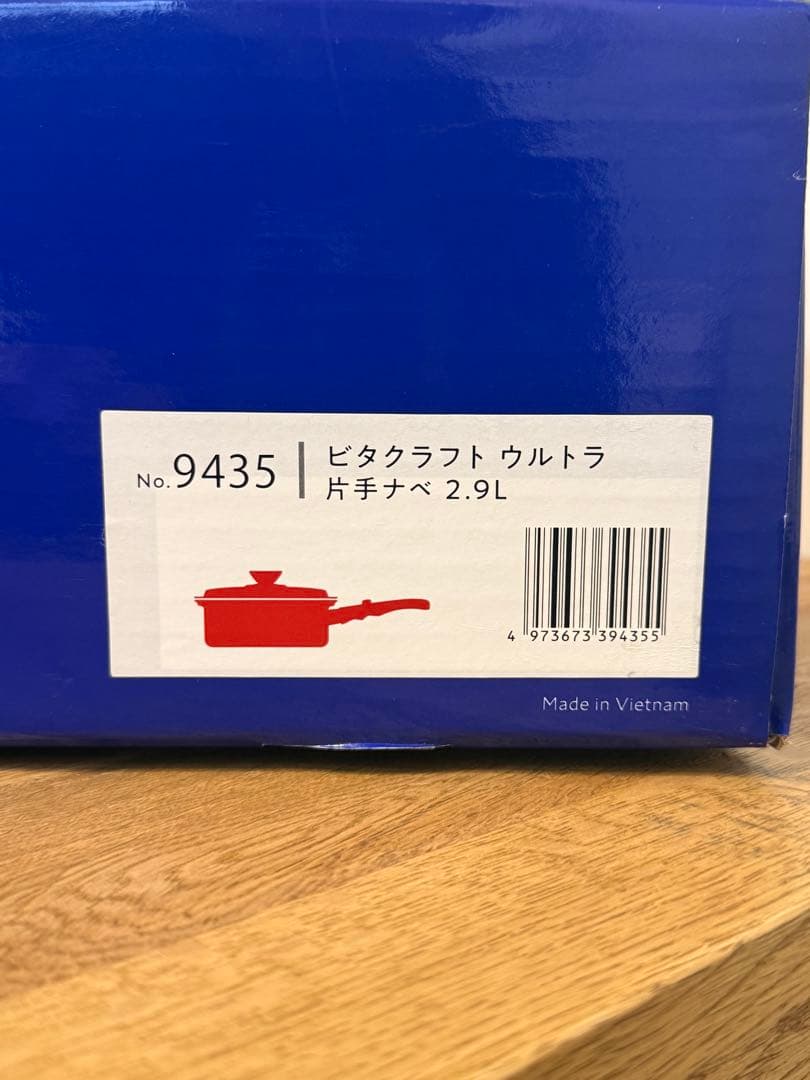 No.9435
ビタクラフト ウルトラ
片手ナベ 2.9L
4 973673 394355
Made in Vietnam